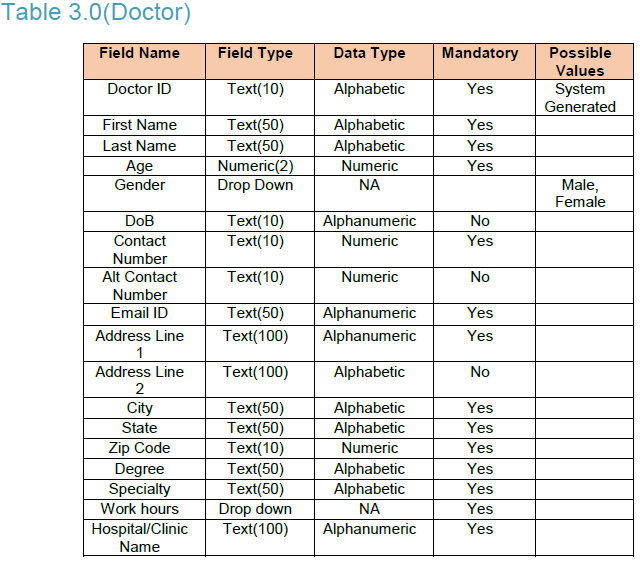 Table 3.0(Doctor)
Field Name Field Type Data Type Mandatory Possible
Values
Doctor ID Text(10) Alphabetic Yes System
Generated
First Name Text(50) Alphabetic Yes
Last Name Text(50) Alphabetic Yes
Age Numeric(2) Numeric Yes
Gender Drop Down NA Male,
Female
DoB Text(10) Alphanumeric No
Contact Text(10) Numeric Yes
Number
Alt Contact Text(10) Numeric No
Number
Email ID Text(50) Alphanumeric Yes
Address Line Text(100) Alphanumeric Yes
1
Address Line Text(100) Alphabetic No
2
City Text(50) Alphabetic Yes
State Text(50) Alphabetic Yes
Zip Code Text(10) Numeric Yes
Degree Text(50) Alphabetic Yes
Specialty Text(50) Alphabetic Yes
Work hours Drop down NA Yes
Hospital/Clinic Text(100) Alphanumeric Yes
Name